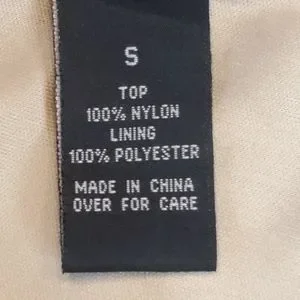 S
TOP
100% NYLON
LINING
100% POLYESTER
MADE IN CHINA
OVER FOR CARE